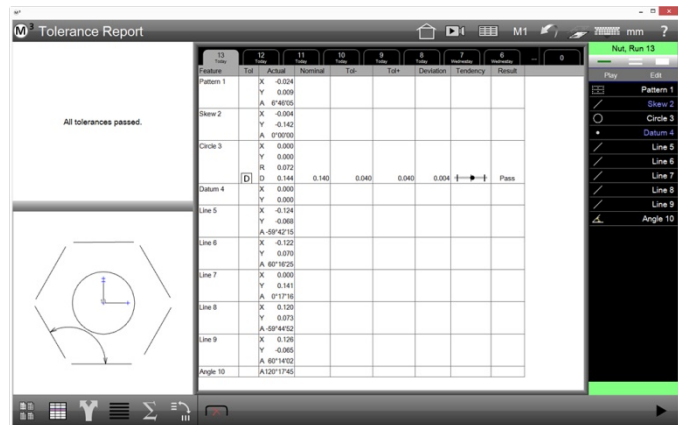 M³ Tolerance Report
M1
mm
?
All tolerances passed.
13 Today
12 Today
11 Today
10 Today
9 Today
8 Today
7 Wednesday
6 Wednesday
...
0
Feature Tol Actual Nominal Tol- Tol+ Deviation Tendency Result
Pattern 1 X -0.024
Y 0.009
A 6°46'05
Skew 2 X -0.004
Y -0.142
A 0°00'00
Circle 3 X 0.000
Y 0.000
R 0.072
D D 0.144 0.140 0.040 0.040 0.004 Pass
Datum 4 X 0.000
Y 0.000
Line 5 X -0.124
Y -0.068
A -59°42'15
Line 6 X -0.122
Y 0.070
A 60°16'25
Line 7 X 0.000
Y 0.141
A 0°17'16
Line 8 X 0.120
Y 0.073
A -59°44'52
Line 9 X 0.126
Y -0.065
A 60°14'02
Angle 10 A 120°17'45
Nut, Run 13
Play Edit
Pattern 1
Skew 2
Circle 3
Datum 4
Line 5
Line 6
Line 7
Line 8
Line 9
Angle 10